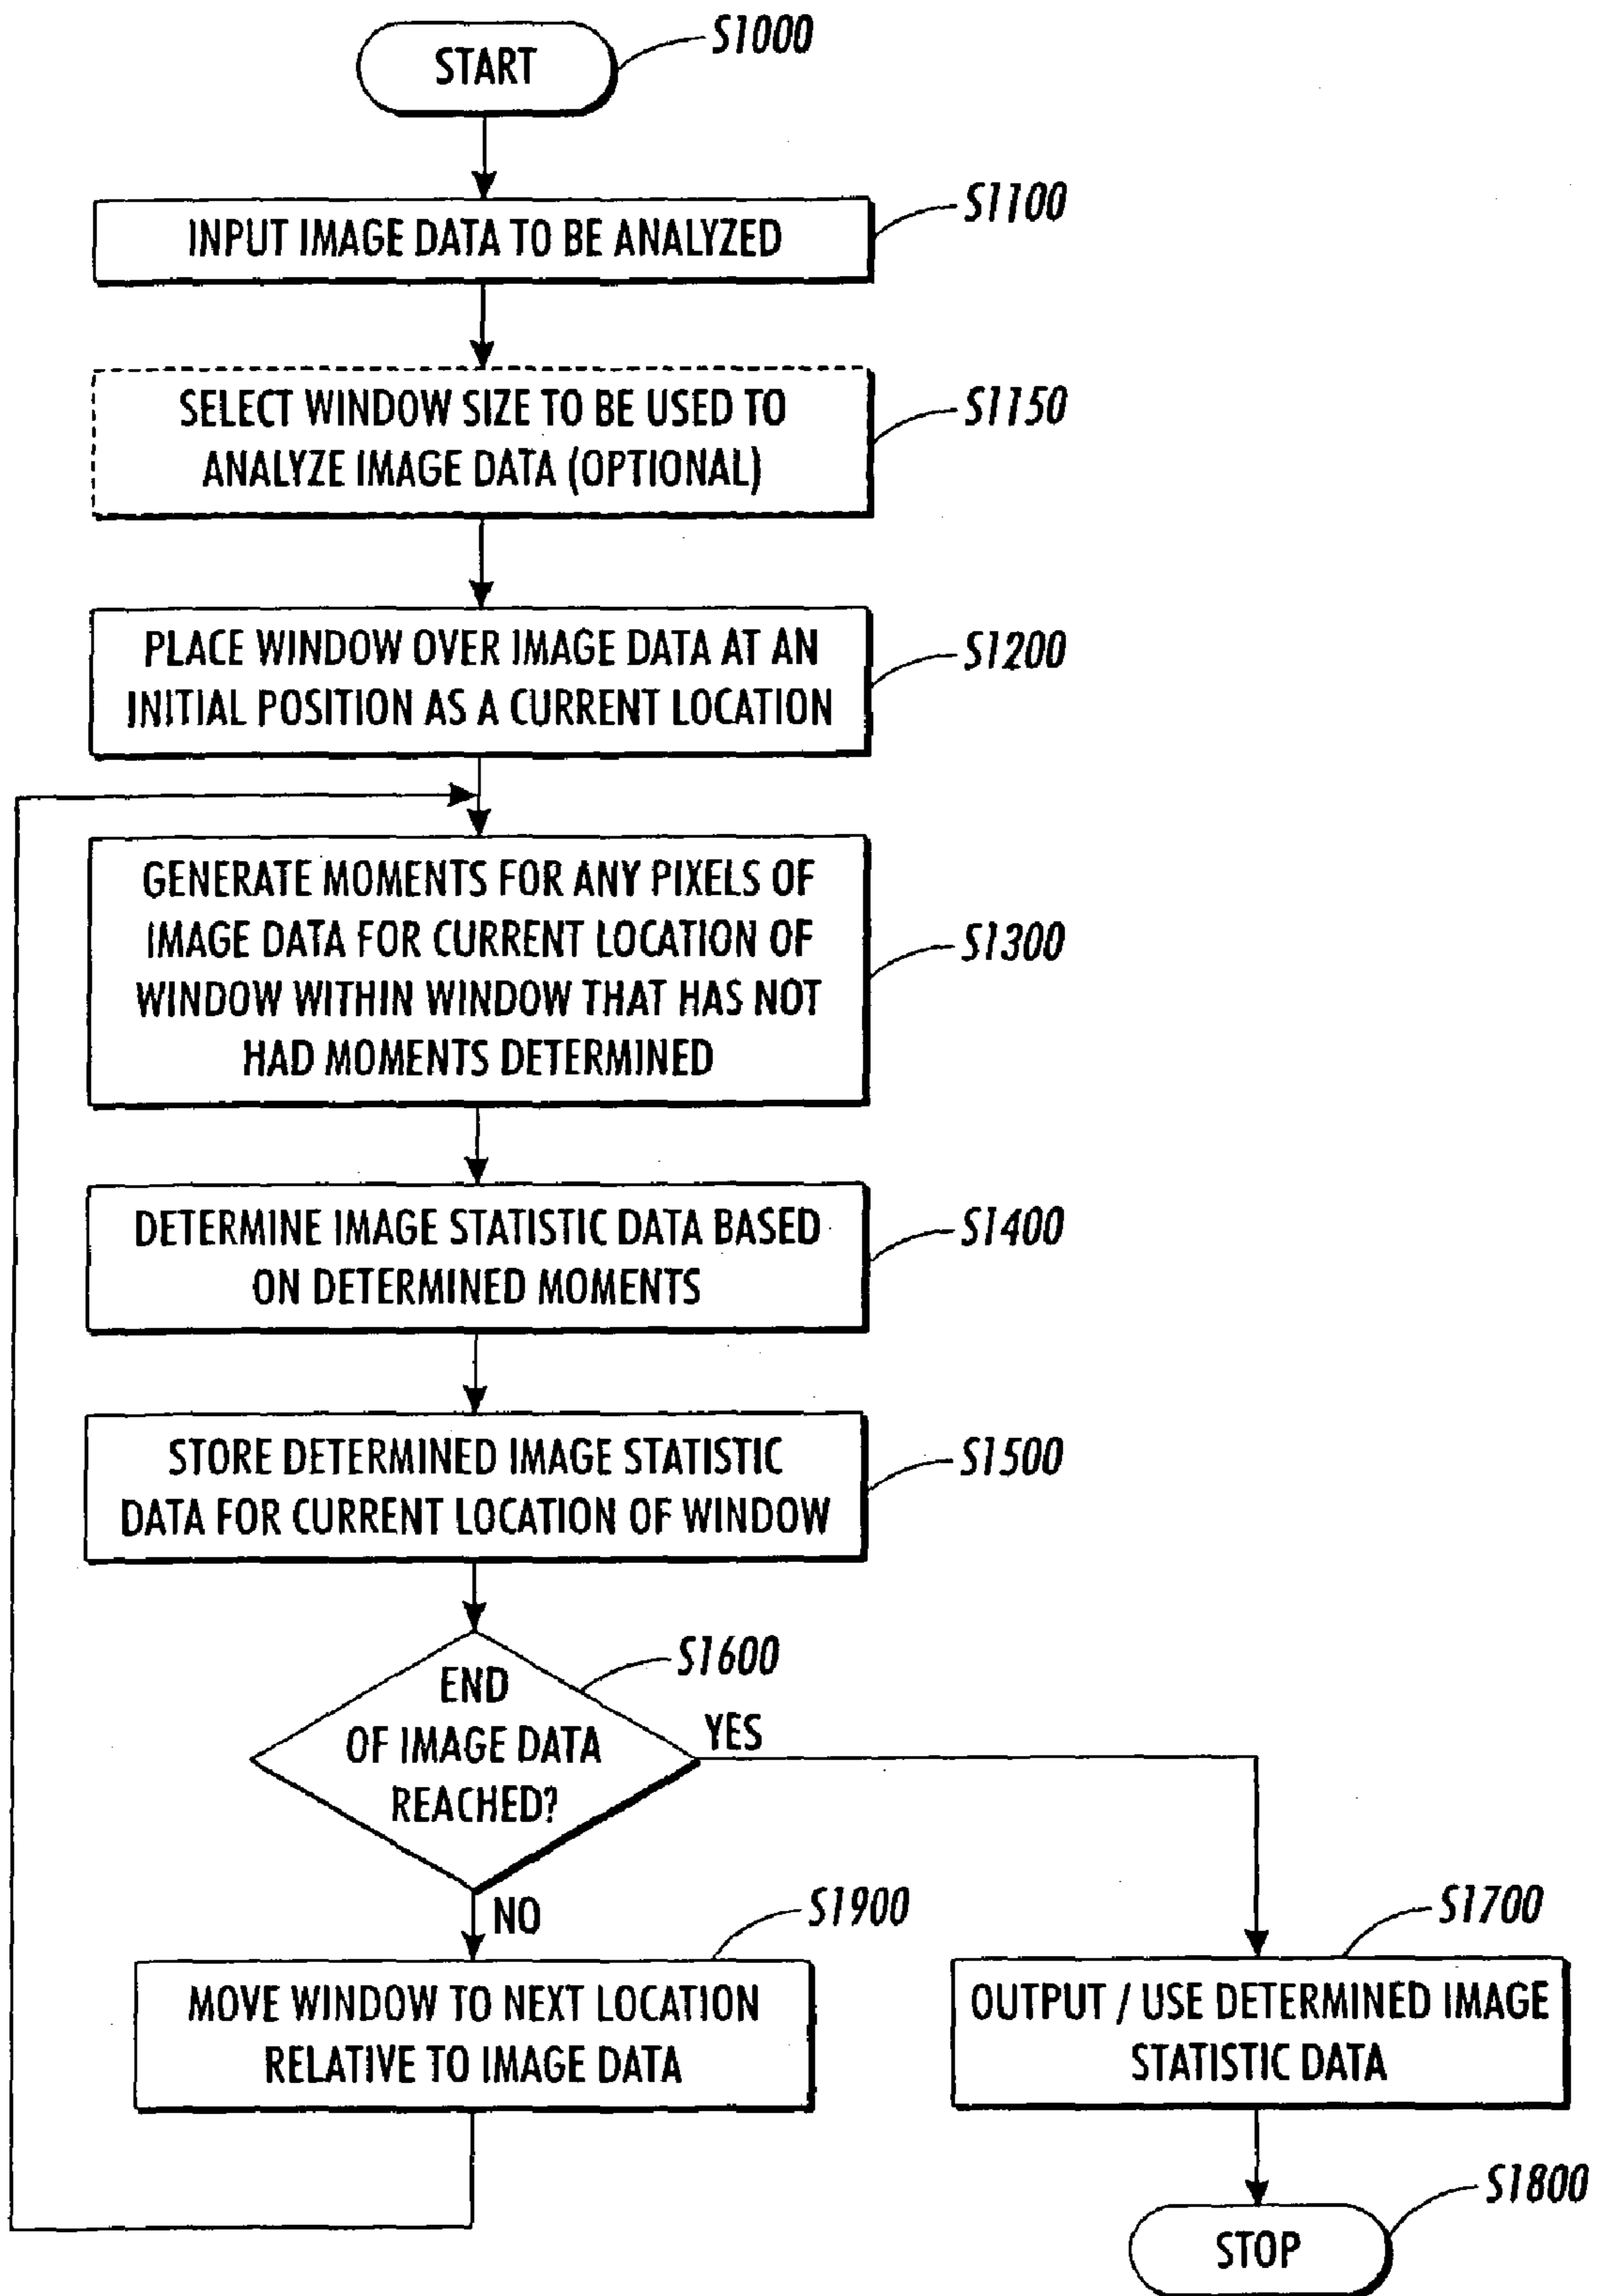 START
S1000
INPUT IMAGE DATA TO BE ANALYZED
S1100
SELECT WINDOW SIZE TO BE USED TO
ANALYZE IMAGE DATA (OPTIONAL)
S1150
PLACE WINDOW OVER IMAGE DATA AT AN
INITIAL POSITION AS A CURRENT LOCATION
S1200
GENERATE MOMENTS FOR ANY PIXELS OF
IMAGE DATA FOR CURRENT LOCATION OF
WINDOW WITHIN WINDOW THAT HAS NOT
HAD MOMENTS DETERMINED
S1300
DETERMINE IMAGE STATISTIC DATA BASED
ON DETERMINED MOMENTS
S1400
STORE DETERMINED IMAGE STATISTIC
DATA FOR CURRENT LOCATION OF WINDOW
S1500
END
OF IMAGE DATA
REACHED?
S1600
YES
NO
MOVE WINDOW TO NEXT LOCATION
RELATIVE TO IMAGE DATA
S1900
OUTPUT / USE DETERMINED IMAGE
STATISTIC DATA
S1700
STOP
S1800